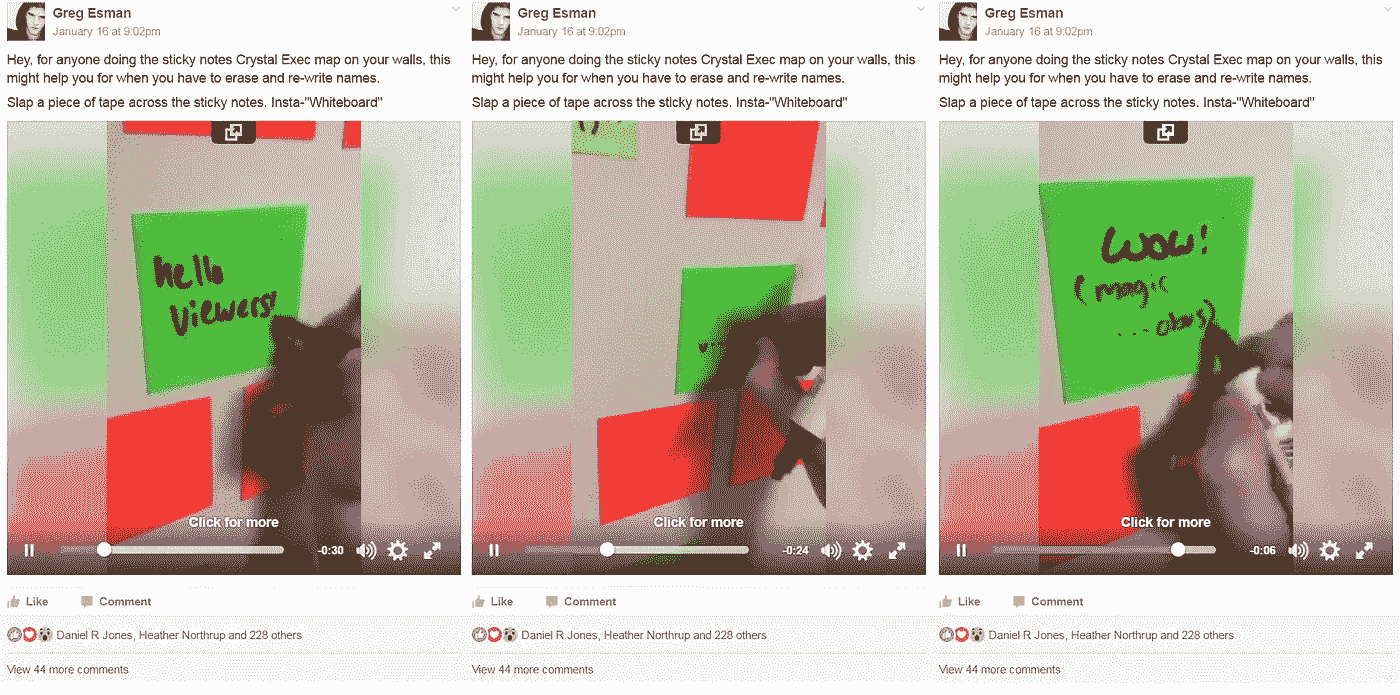 Greg Esman
January 16 at 9:02pm
Hey, for anyone doing the sticky notes Crystal Exec map on your walls, this
might help you for when you have to erase and re-write names.
Slap a piece of tape across the sticky notes. Insta-"Whiteboard"
hello
viewers!
Click for more
-0:30
Like
Comment
Daniel R Jones, Heather Northrup and 228 others
View 44 more comments
Greg Esman
January 16 at 9:02pm
Hey, for anyone doing the sticky notes Crystal Exec map on your walls, this
might help you for when you have to erase and re-write names.
Slap a piece of tape across the sticky notes. Insta-"Whiteboard"
Click for more
-0:24
Like
Comment
Daniel R Jones, Heather Northrup and 228 others
View 44 more comments
Greg Esman
January 16 at 9:02pm
Hey, for anyone doing the sticky notes Crystal Exec map on your walls, this
might help you for when you have to erase and re-write names.
Slap a piece of tape across the sticky notes. Insta-"Whiteboard"
Wow!
(magic
...obvs)
Click for more
-0:06
Like
Comment
Daniel R Jones, Heather Northrup and 228 others
View 44 more comments